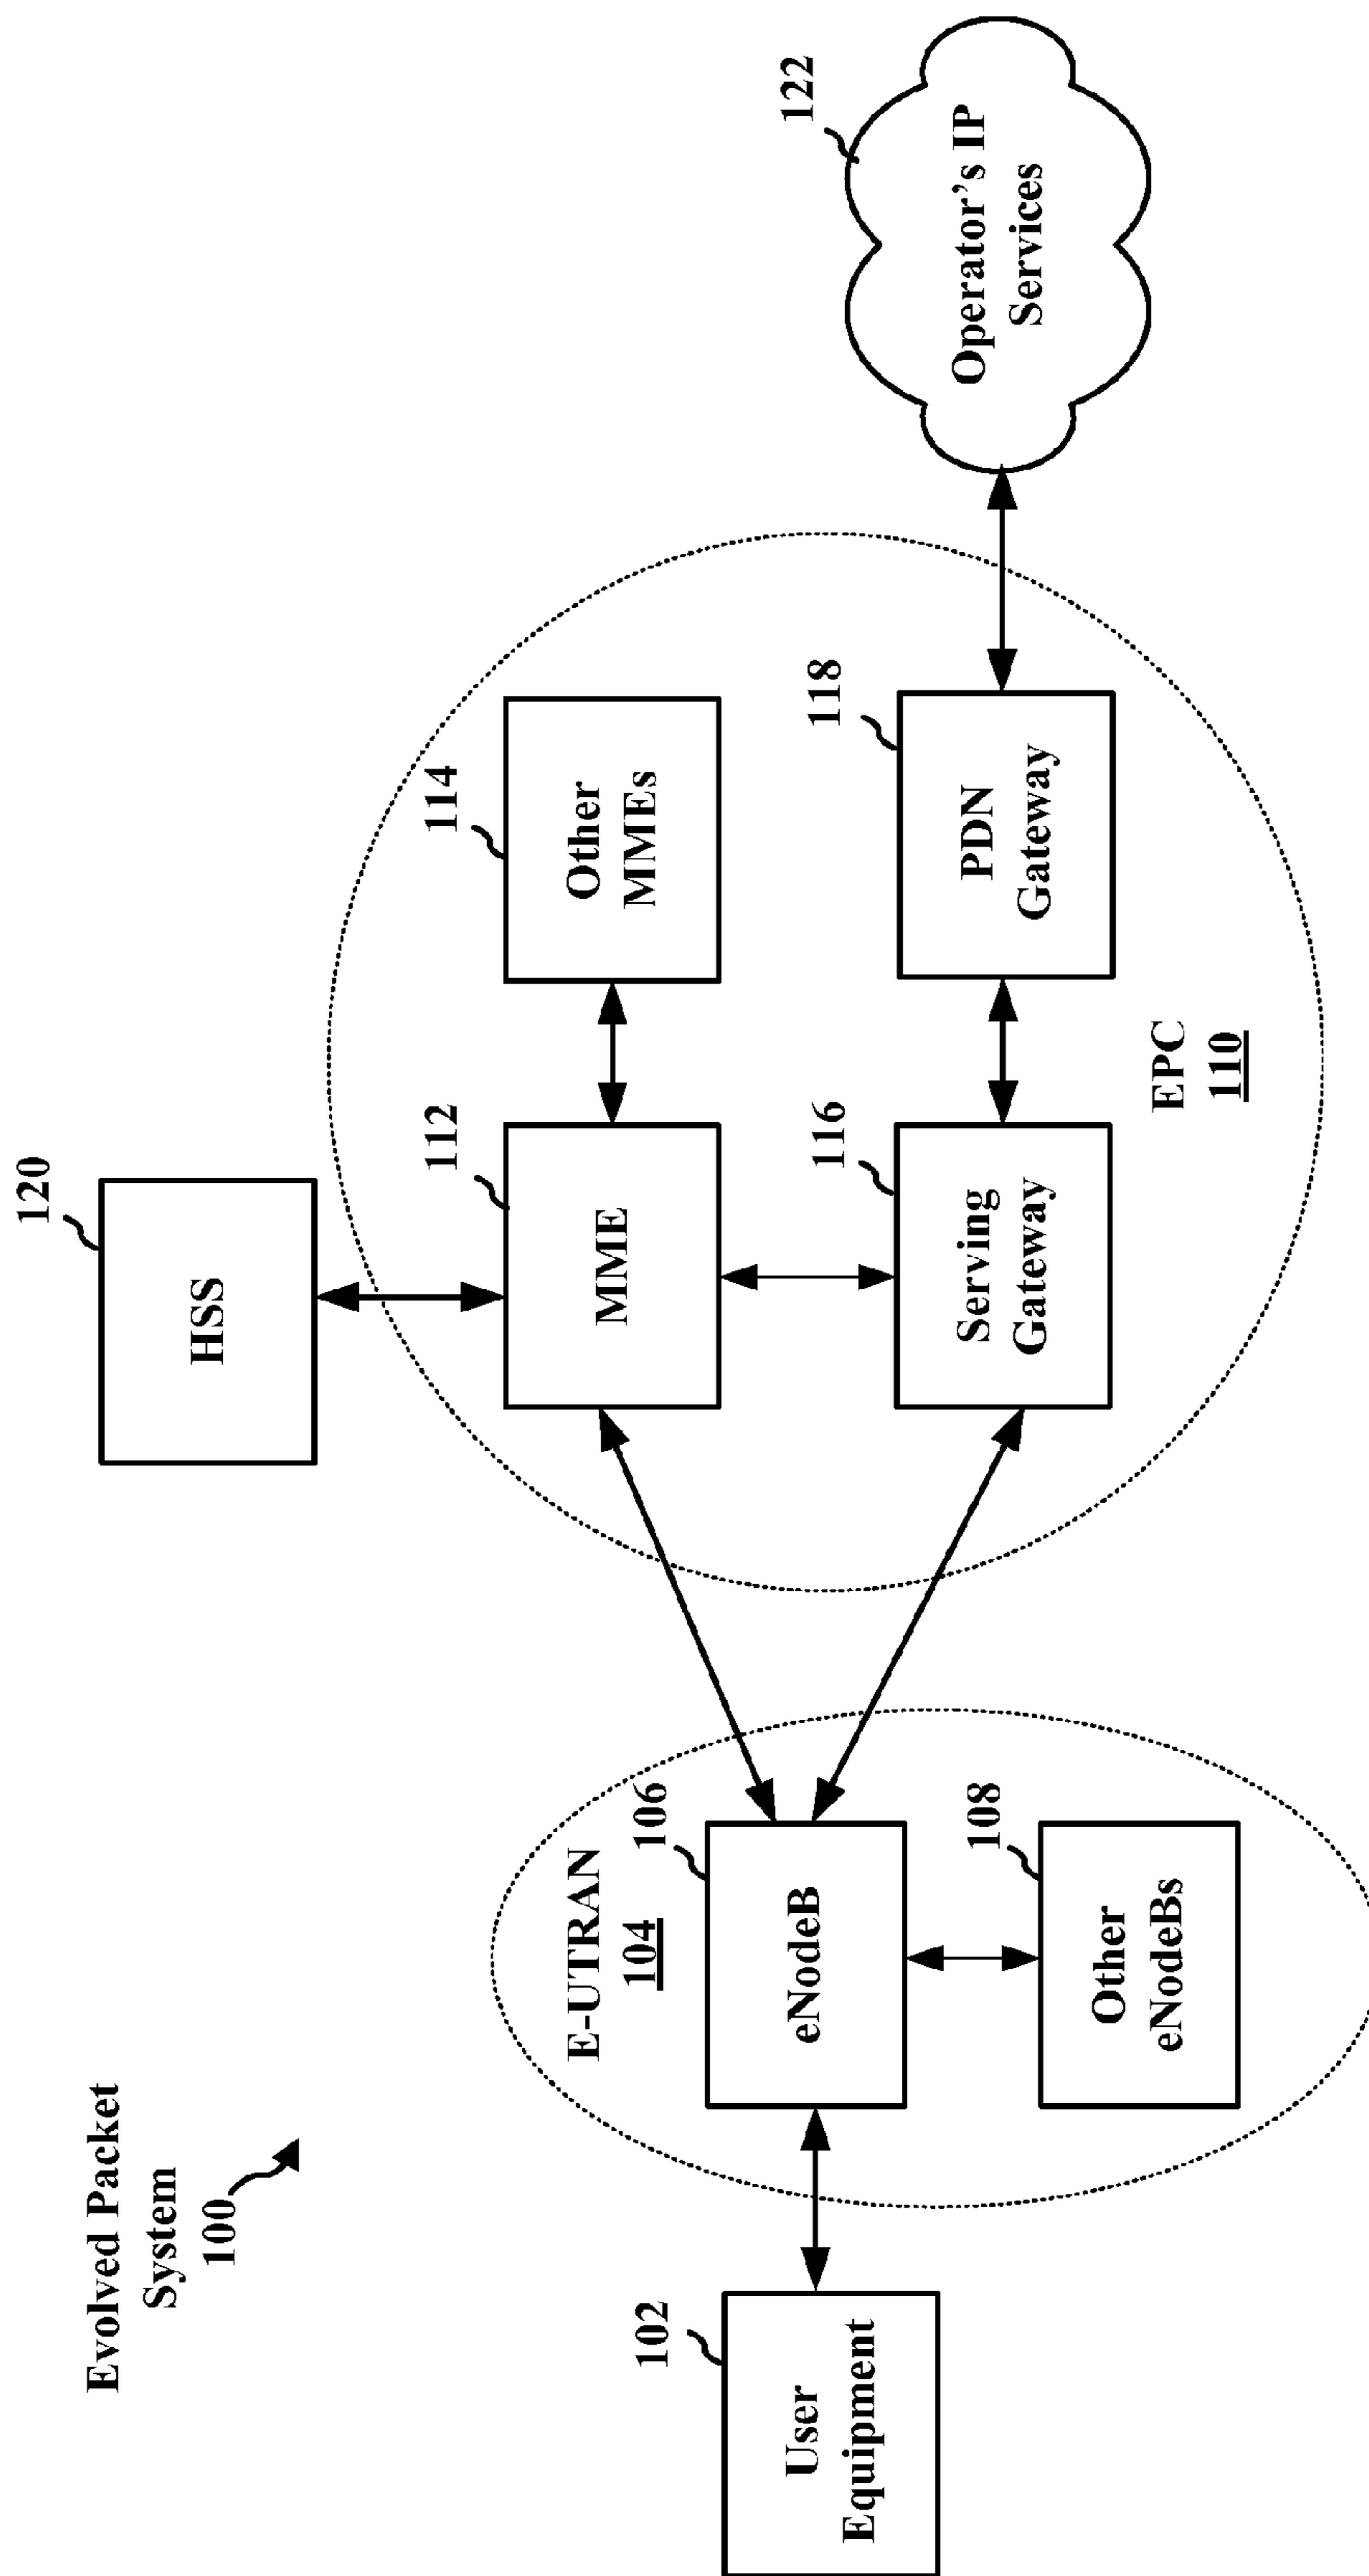 Evolved Packet
System
100
120
HSS
E-UTRAN
104
112
MME
114
Other
MMEs
102
User
Equipment
106
eNodeB
108
Other
eNodeBs
116
Serving
Gateway
118
PDN
Gateway
EPC
110
122
Operator’s IP
Services